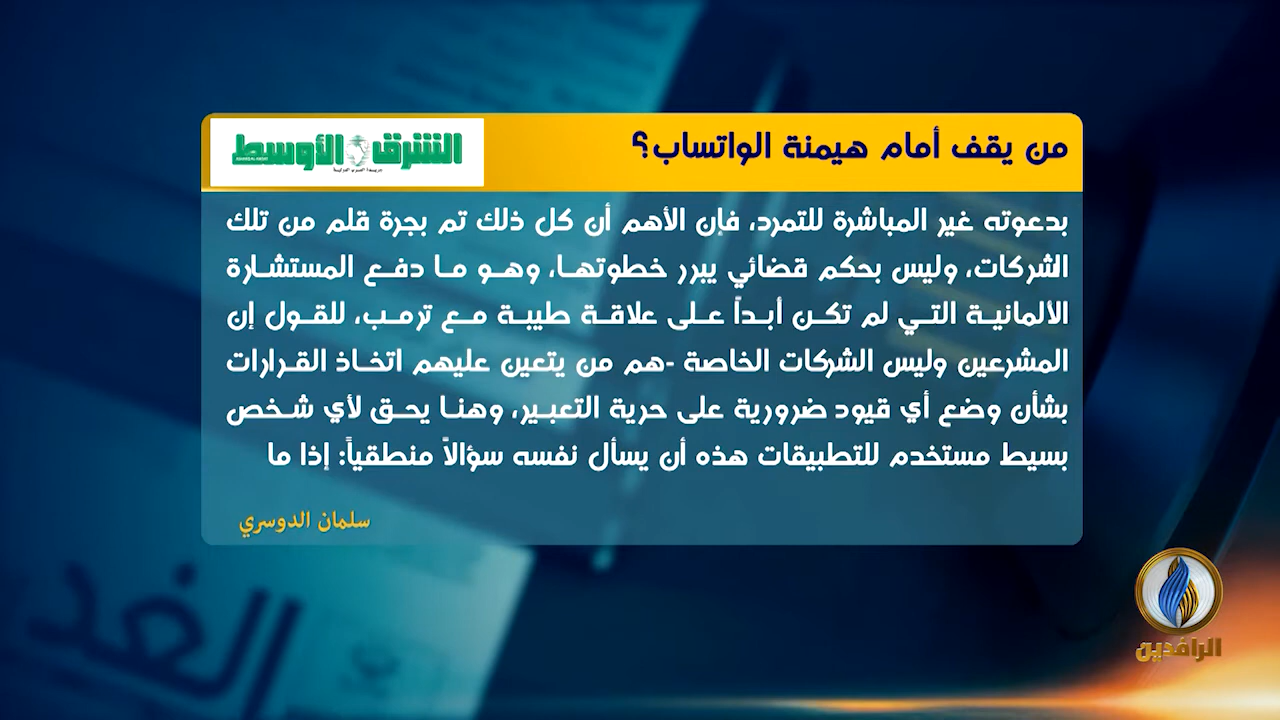 من يقف أمام هيمنة الواتساب؟
الشرق الأوسط
جريدة العرب الدولية
بدعوته غير المباشرة للتمرد، فإن الأهم أن كل ذلك تم بجرة قلم من تلك
الشركات، وليس بحكم قضائي يبرر خطوتها، وهو ما دفع المستشارة
الألمانية التي لم تكن أبداً على علاقة طيبة مع ترمب، للقول إن
المشرعين وليس الشركات الخاصة -هم من يتعين عليهم اتخاذ القرارات
بشأن وضع أي قيود ضرورية على حرية التعبير، وهنا يحق لأي شخص
بسيط مستخدم للتطبيقات هذه أن يسأل نفسه سؤالاً منطقياً: إذا ما
سلمان الدوسري
الغد
الرافدين